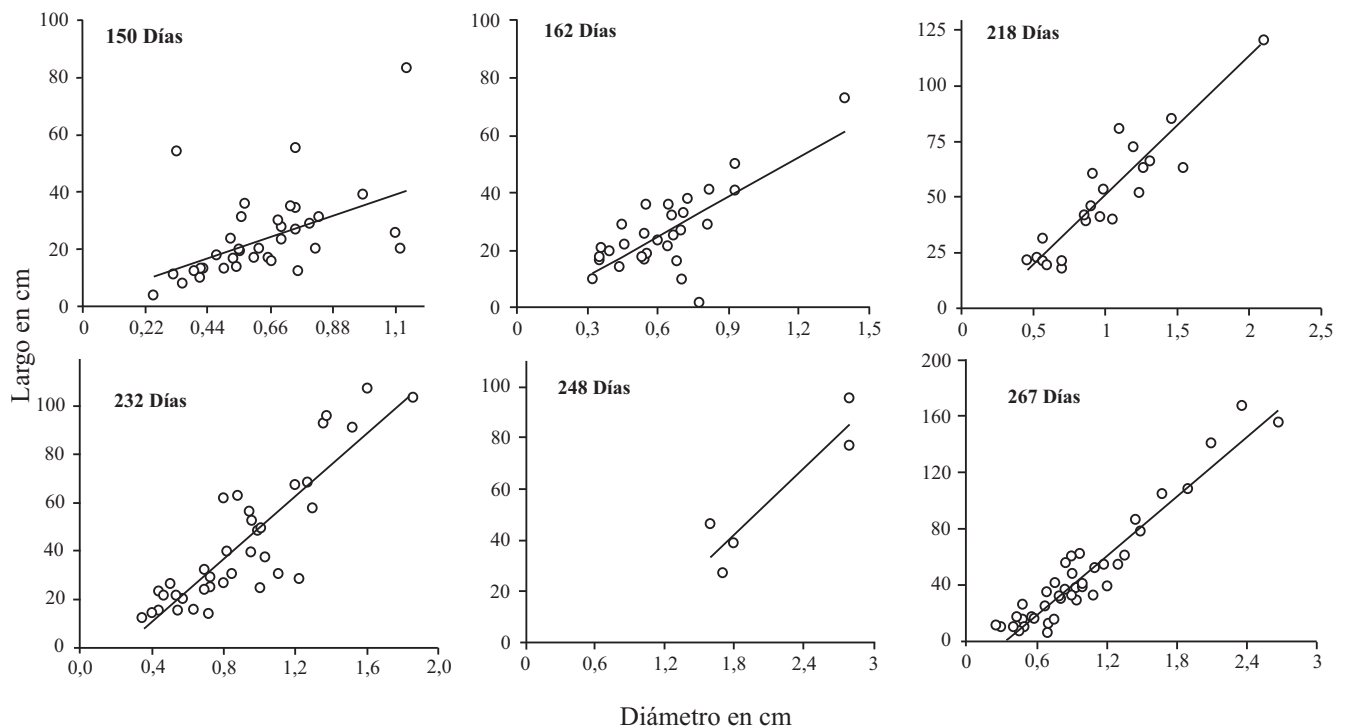 150 Días
100
80
60
40
20
0
0 0,22 0,44 0,66 0,88 1,1
162 Días
100
80
60
40
20
0
0 0,3 0,6 0,9 1,2 1,5
218 Días
125
100
75
50
25
0
0 0,5 1 1,5 2 2,5
Largo en cm
232 Días
100
80
60
40
20
0
0,0 0,4 0,8 1,2 1,6 2,0
248 Días
100
80
60
40
20
0
0 0,6 1,2 1,8 2,4 3
267 Días
200
160
120
80
40
0
0 0,6 1,2 1,8 2,4 3
Diámetro en cm